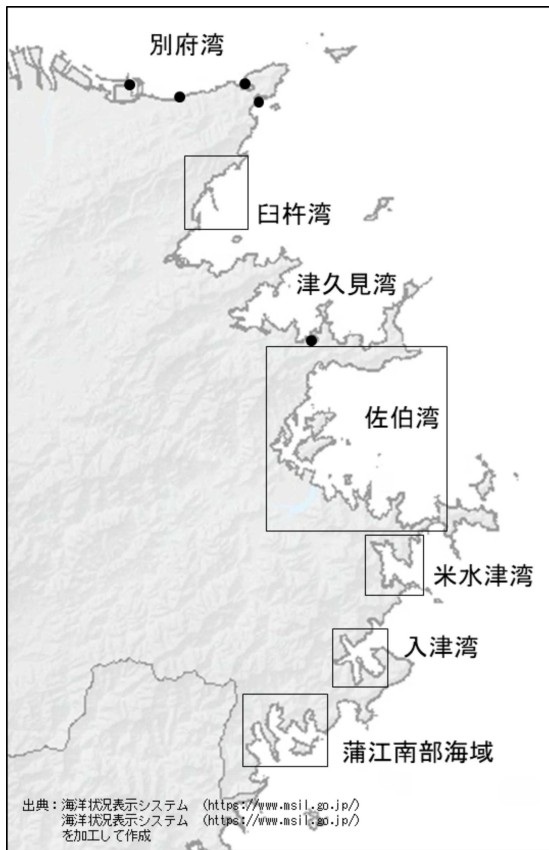 別府湾
臼杵湾
津久見湾
佐伯湾
米水津湾
入津湾
蒲江南部海域
出典：海洋状況表示システム （https://www.msil.go.jp/）
海洋状況表示システム （https://www.msil.go.jp/）
を加工して作成